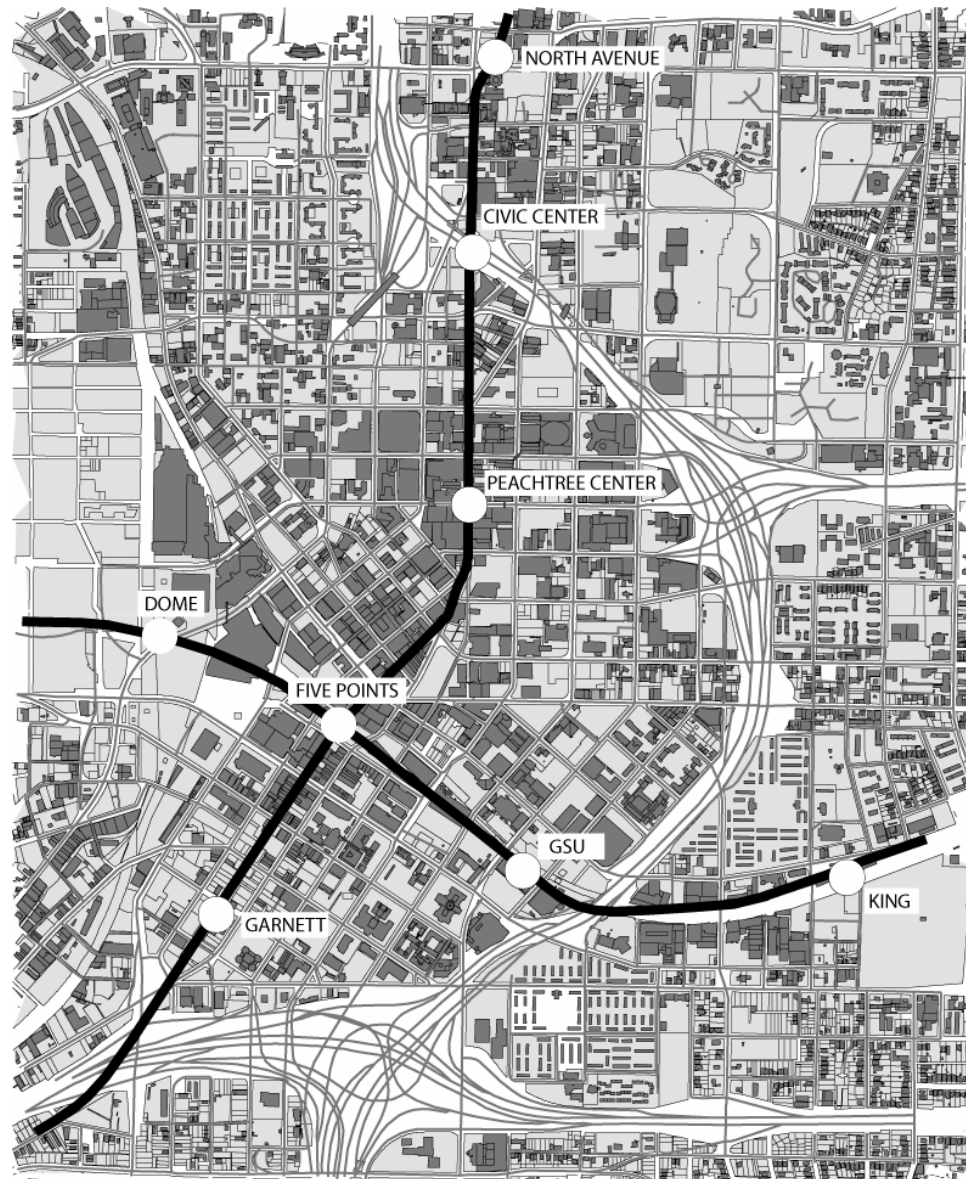 NORTH AVENUE
CIVIC CENTER
PEACHTREE CENTER
DOME
FIVE POINTS
GSU
KING
GARNETT